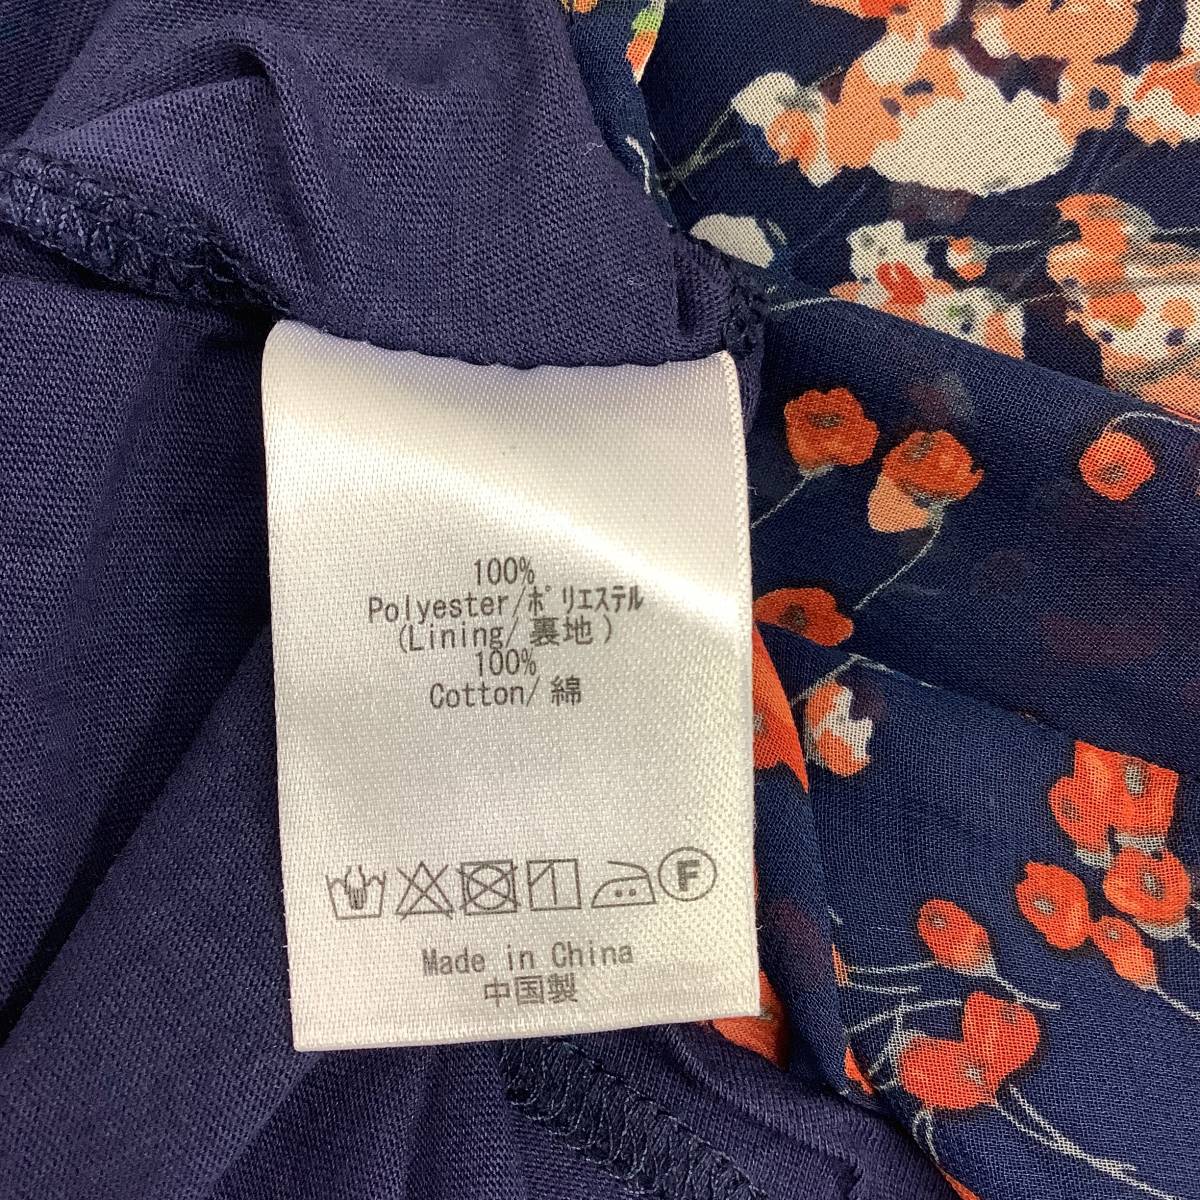 100%
Polyester/ポリエステル
(Lining/裏地)
100%
Cotton/綿
F
Made in China
中国製